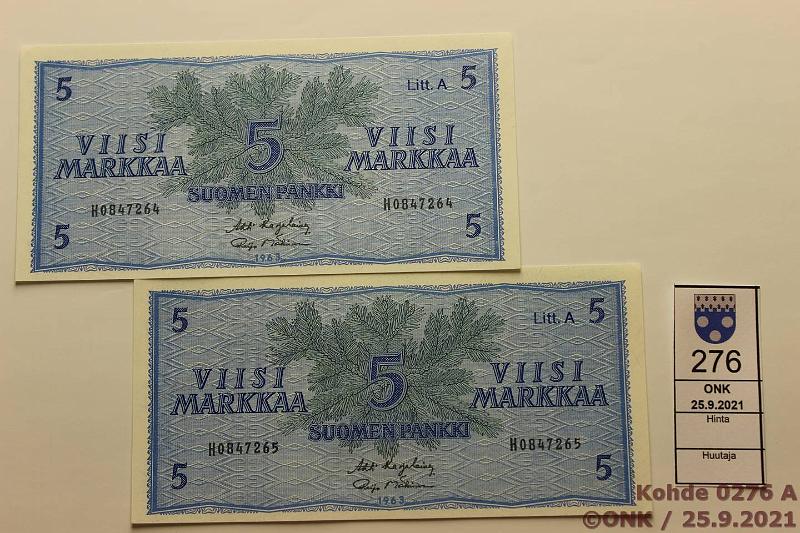 5 Litt. A 5
VIISI MARKKAA 5 VIISI MARKKAA
SUOMEN PANKKI
H0847264 H0847264
5 5
1963
5 Litt. A 5
VIISI MARKKAA 5 VIISI MARKKAA
SUOMEN PANKKI
H0847265 H0847265
5 5
1963
276
ONK
25.9.2021
Hinta
Huutaja
Kohde 0276 A
©ONK / 25.9.2021